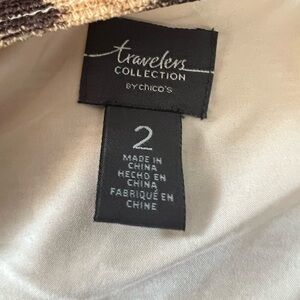 travelers
COLLECTION
BY CHICO'S
2
MADE IN
CHINA
HECHO EN
CHINA
FABRIQUÉ EN
CHINE